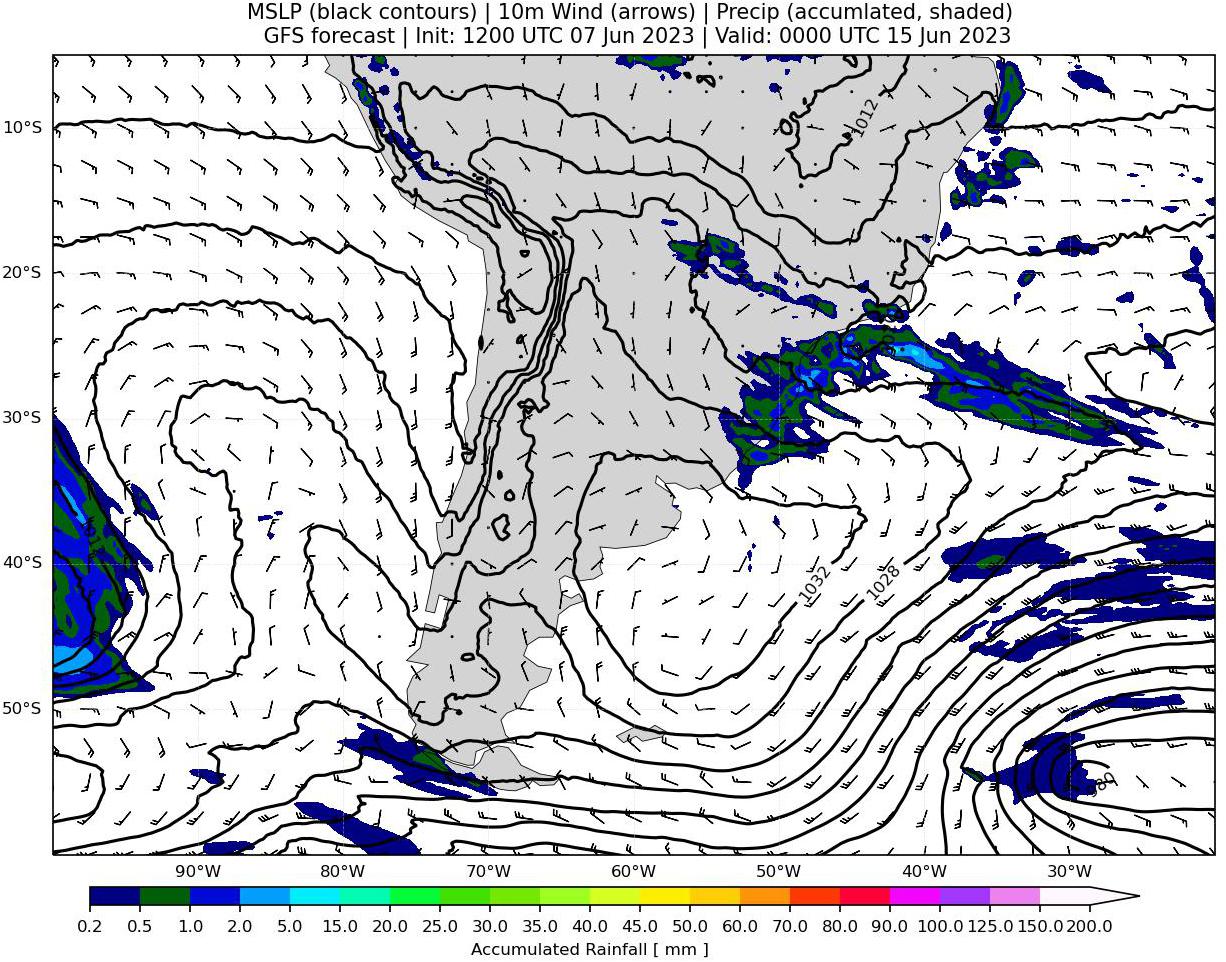 MSLP (black contours) | 10m Wind (arrows) | Precip (accumlated, shaded)
GFS forecast | Init: 1200 UTC 07 Jun 2023 | Valid: 0000 UTC 15 Jun 2023
1012
10°S
20°S
30°S
40°S
1032
1028
50°S
980
90°W 80°W 70°W 60°W 50°W 40°W 30°W
0.2 0.5 1.0 2.0 5.0 10.0 15.0 20.0 25.0 30.0 35.0 40.0 45.0 50.0 60.0 70.0 80.0 90.0 100.0 125.0 150.0 200.0
Accumulated Rainfall [ mm ]